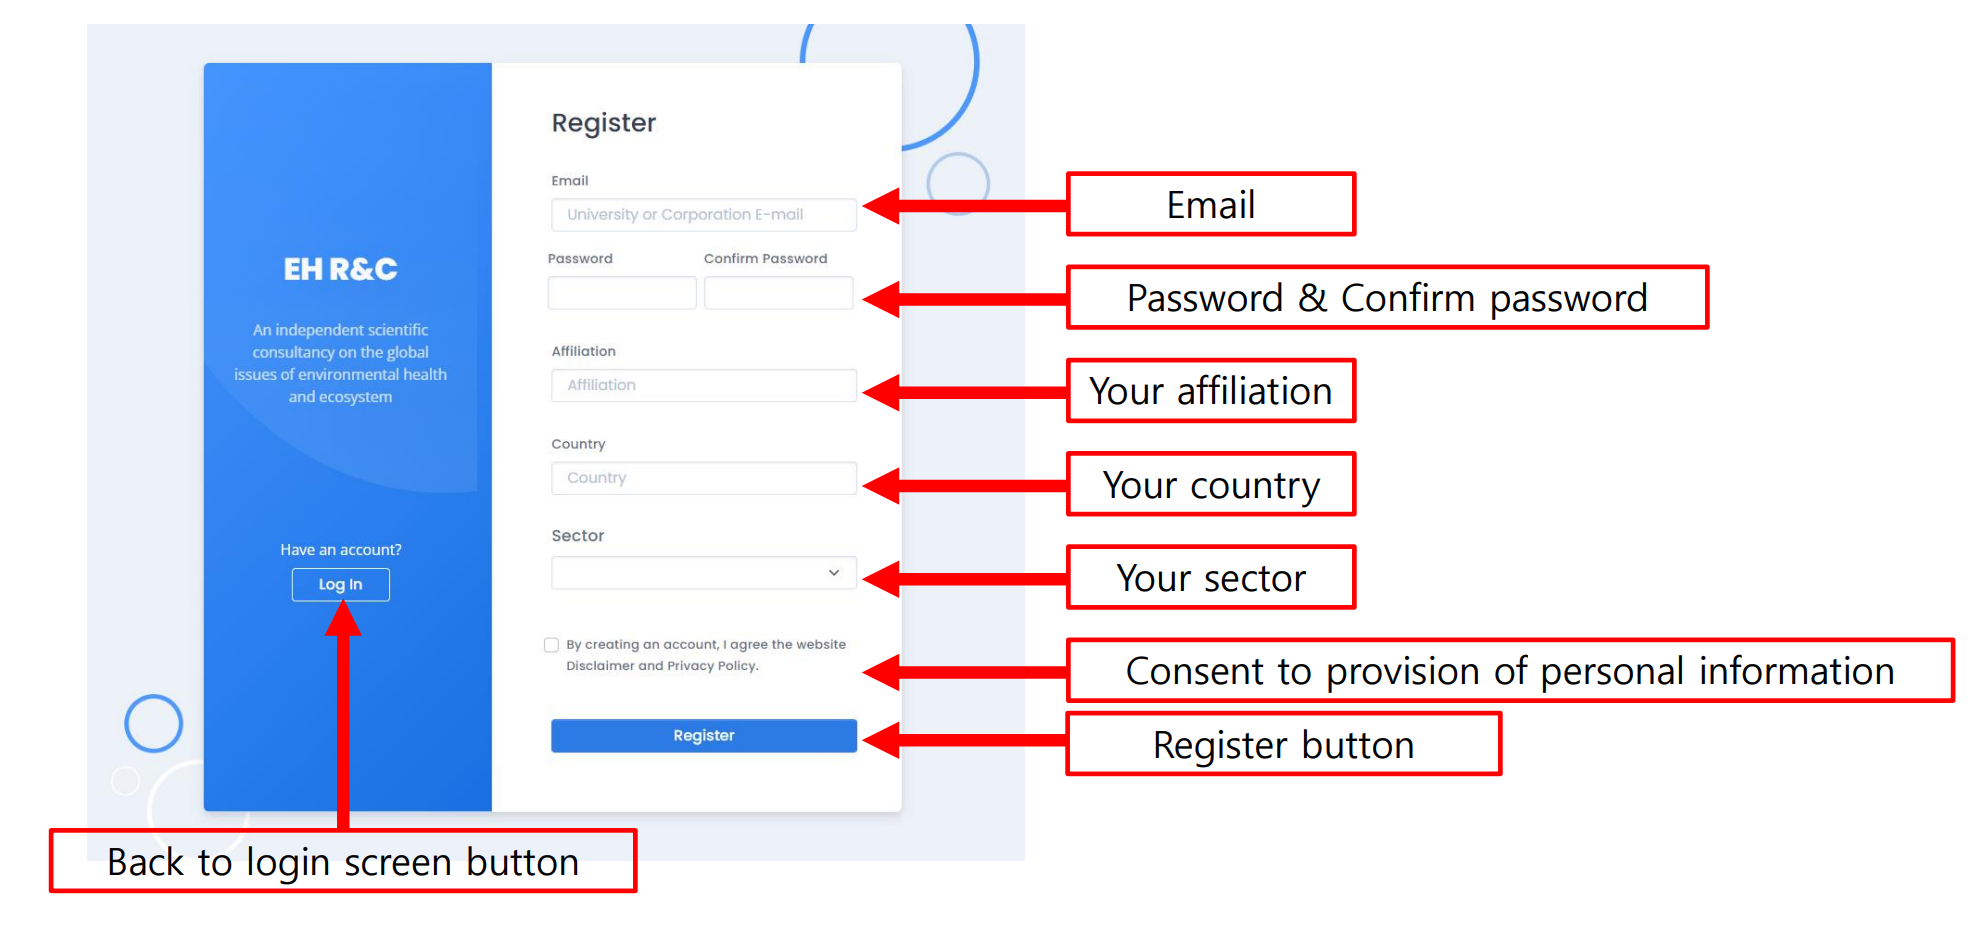 Register
Email
University or Corporation E-mail
Email
Password
Confirm Password
Password & Confirm password
EH R&C
An independent scientific
consultancy on the global
issues of environmental health
and ecosystem
Affiliation
Affiliation
Your affiliation
Country
Country
Your country
Sector
Your sector
Have an account?
Log In
By creating an account, I agree the website
Disclaimer and Privacy Policy.
Consent to provision of personal information
Register
Register button
Back to login screen button